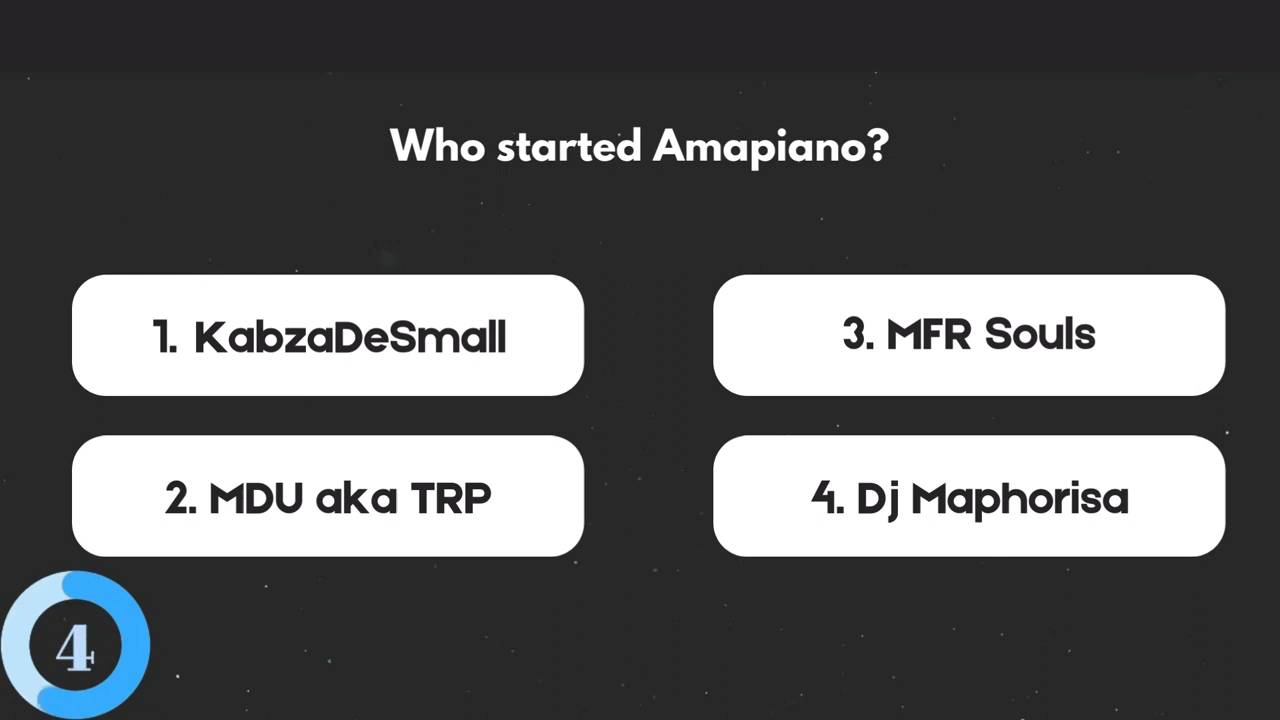 Who started Amapiano?
1. KabzaDeSmall
2. MDU aka TRP
3. MFR Souls
4. Dj Maphorisa
4